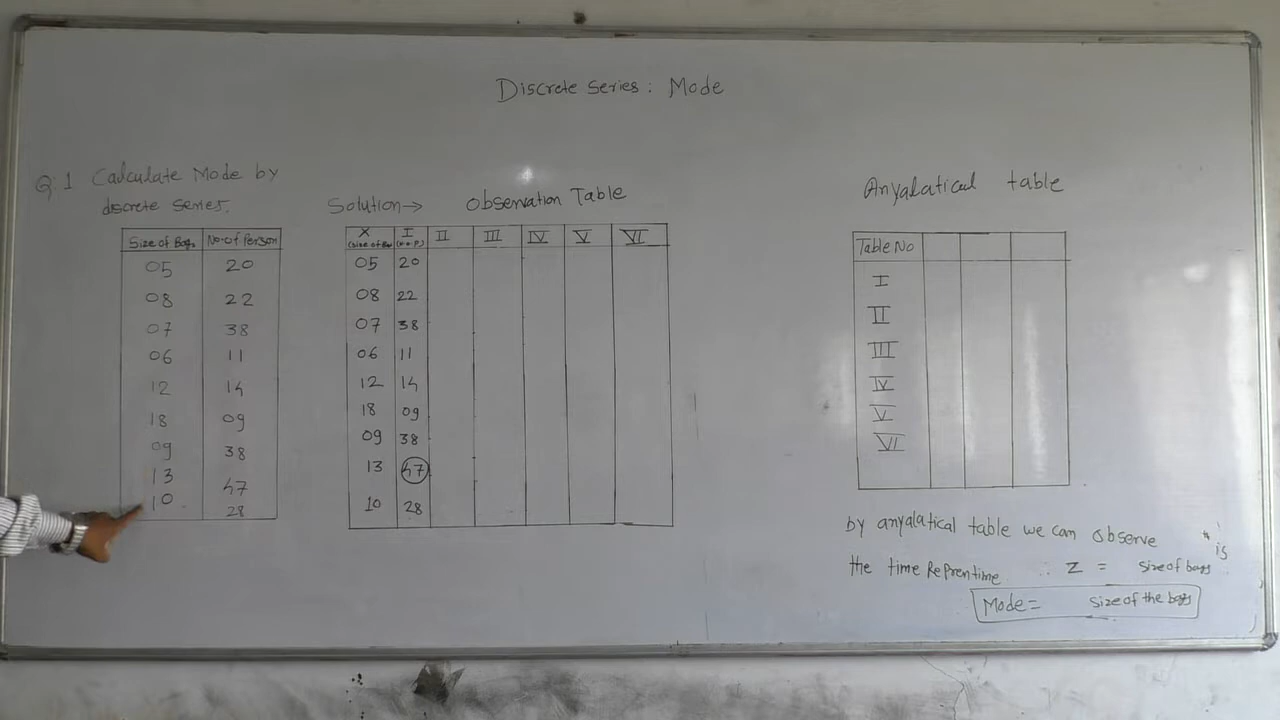 Discrete Series: Mode
Q.1 Calculate Mode by
discrete series.
Size of Bags No. of Person
05 20
08 22
07 38
06 11
12 14
18 09
09 38
13 47
10 28
Solution→ Observation Table
X I II III IV V VI
05 20
08 22
07 38
06 11
12 14
18 09
09 38
13 47
10 28
Anyalatical table
Table No
I
II
III
IV
V
VI
by anyalatical table we can observe
is
the time Reprentime ∴ Z = size of bags
Mode= size of the bags